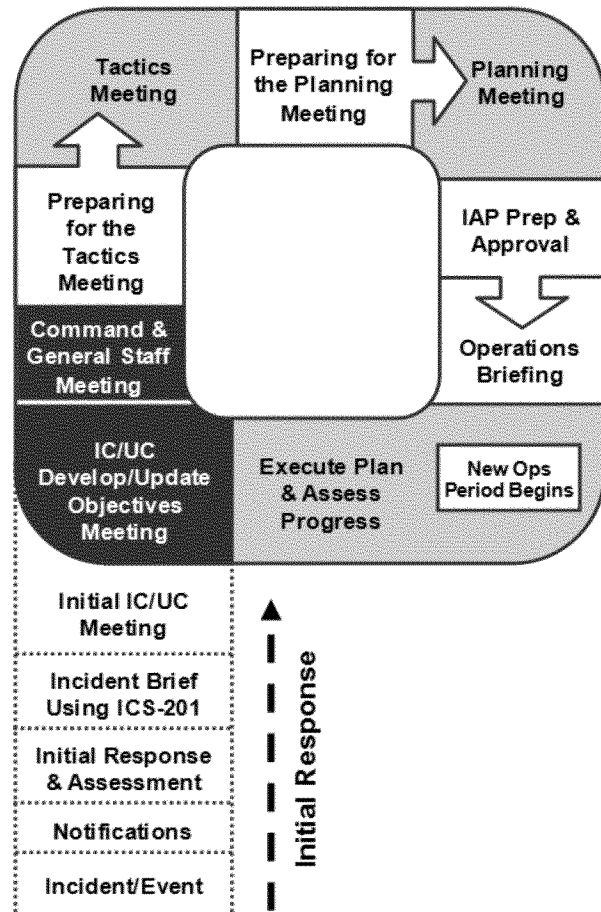 Tactics
Meeting
Preparing for
the Planning
Meeting
Planning
Meeting
Preparing
for the
Tactics
Meeting
IAP Prep &
Approval
Command &
General Staff
Meeting
Operations
Briefing
IC/UC
Develop/Update
Objectives
Meeting
Execute Plan
& Assess
Progress
New Ops
Period Begins
Initial IC/UC
Meeting
Incident Brief
Using ICS-201
Initial Response
& Assessment
Notifications
Incident/Event
Initial Response